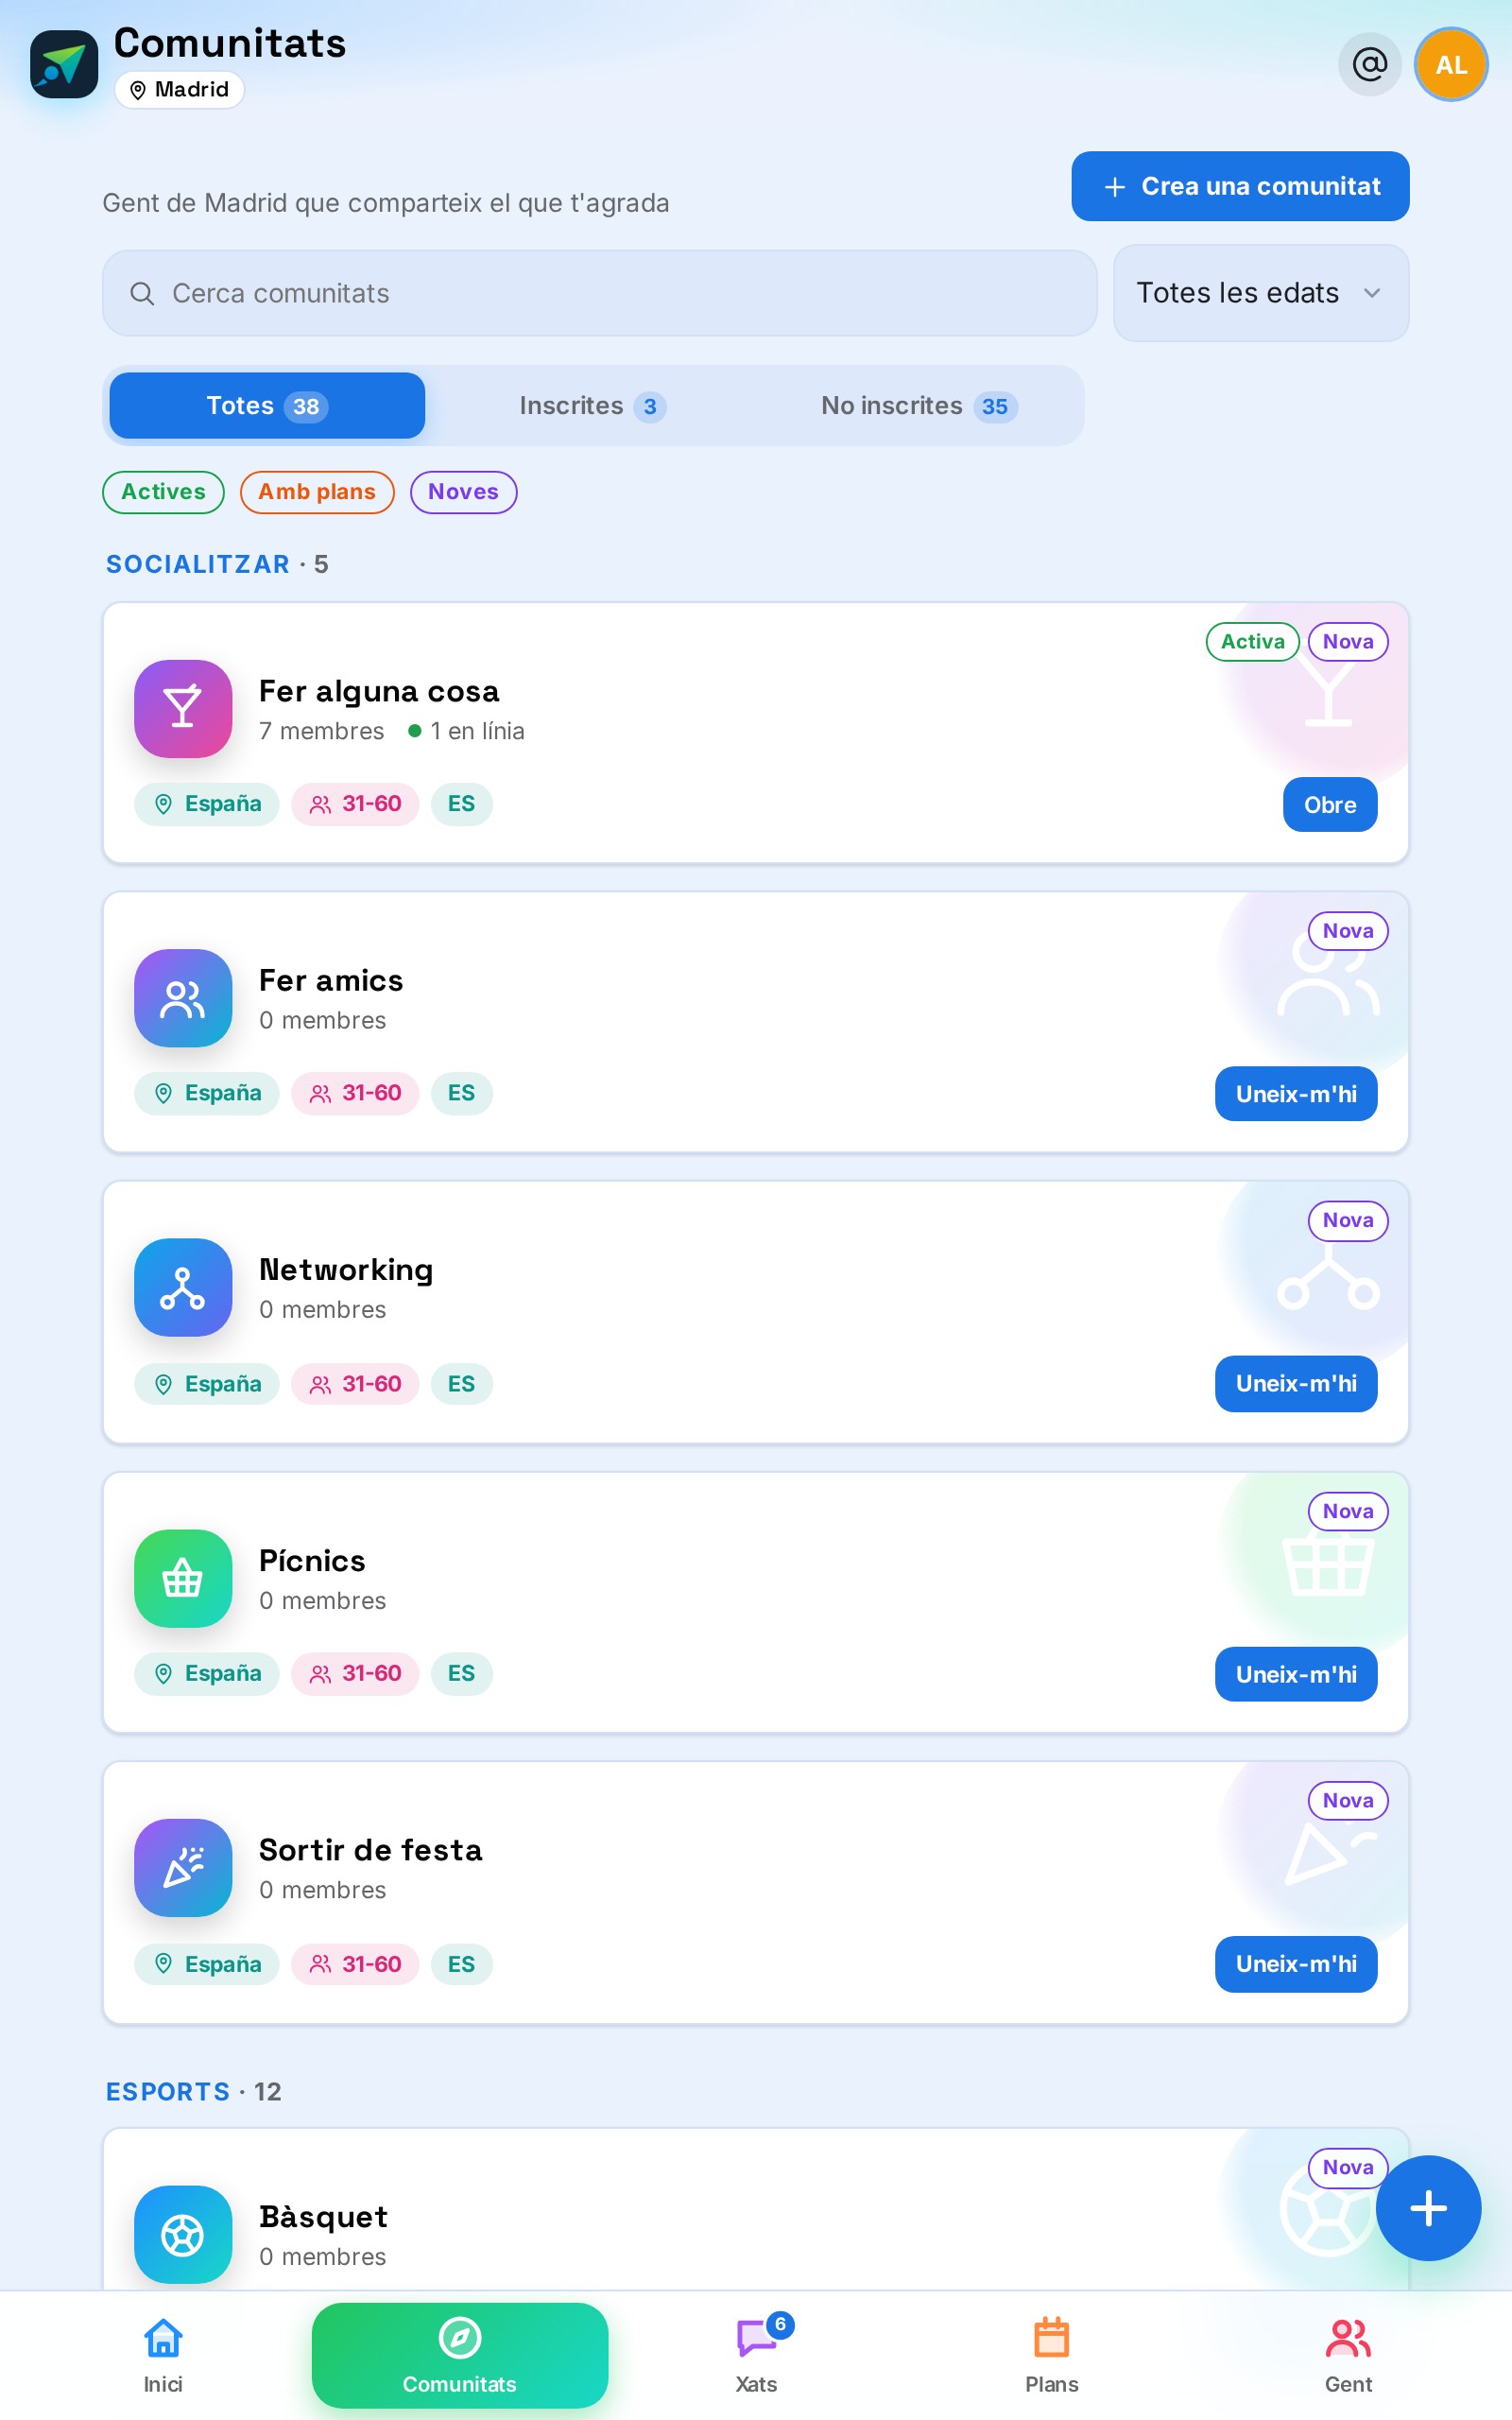 Comunitats
Madrid
AL
Gent de Madrid que comparteix el que t'agrada
Crea una comunitat
Cerca comunitats
Totes les edats
Totes 38
Inscrites 3
No inscrites 35
Actives
Amb plans
Noves
SOCIALITZAR · 5
Activa
Nova
Fer alguna cosa
7 membres
1 en línia
España
31-60
ES
Obre
Nova
Fer amics
0 membres
España
31-60
ES
Uneix-m'hi
Nova
Networking
0 membres
España
31-60
ES
Uneix-m'hi
Nova
Pícnics
0 membres
España
31-60
ES
Uneix-m'hi
Nova
Sortir de festa
0 membres
España
31-60
ES
Uneix-m'hi
ESPORTS · 12
Nova
Bàsquet
0 membres
Inici
Comunitats
6
Xats
Plans
Gent